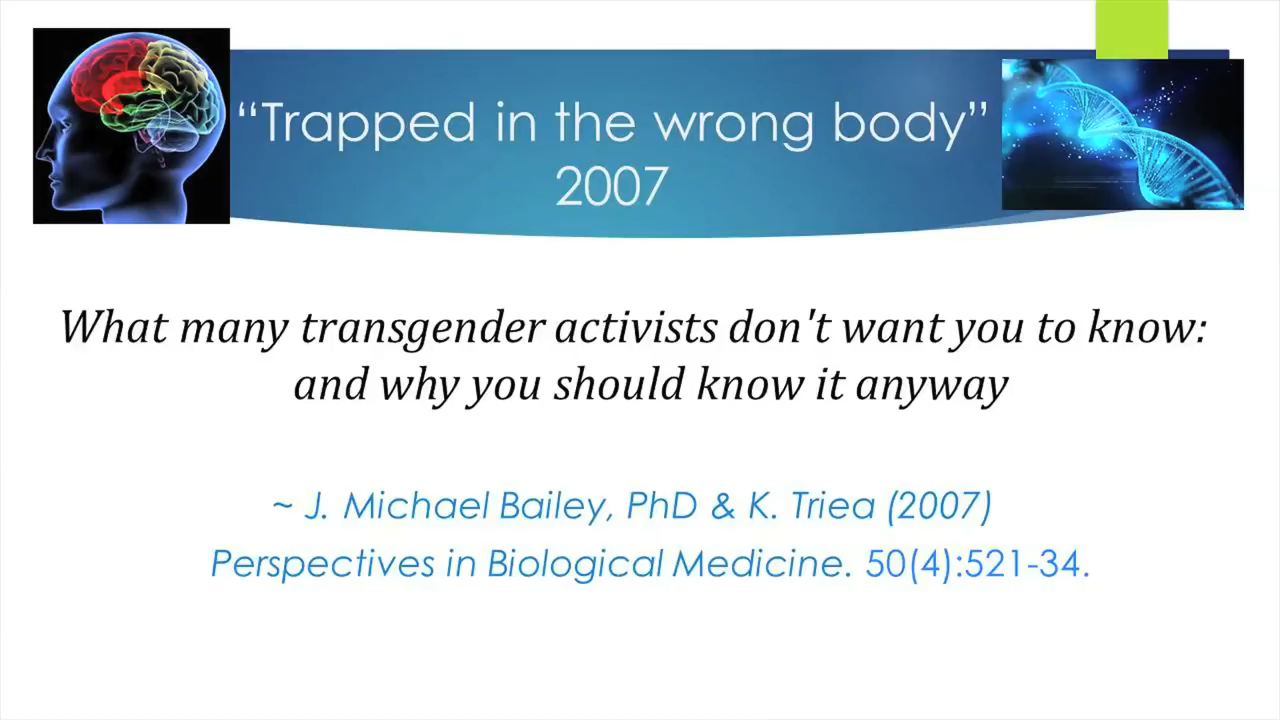 “Trapped in the wrong body”
2007
What many transgender activists don't want you to know:
and why you should know it anyway
~ J. Michael Bailey, PhD & K. Triea (2007)
Perspectives in Biological Medicine. 50(4):521-34.